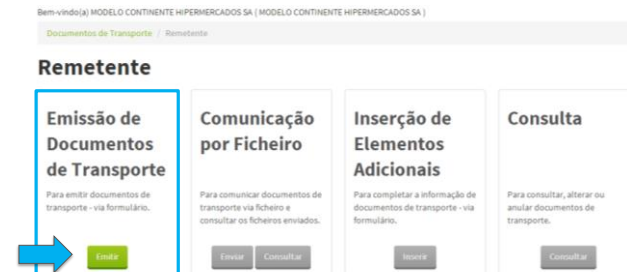 Bem-vindo(a) MODELO CONTINENTE HIPERMERCADOS SA ( MODELO CONTINENTE HIPERMERCADOS SA )
Documentos de Transporte / Remetente
Remetente
Emissão de
Documentos
de Transporte
Para emitir documentos de
transporte - via formulário.
Emitir
Comunicação
por Ficheiro
Para comunicar documentos de
transporte via ficheiro e
consultar os ficheiros enviados.
Enviar Consultar
Inserção de
Elementos
Adicionais
Para completar a informação de
documentos de transporte - via
formulário.
Inserir
Consulta
Para consultar, alterar ou
anular documentos de
transporte.
Consultar